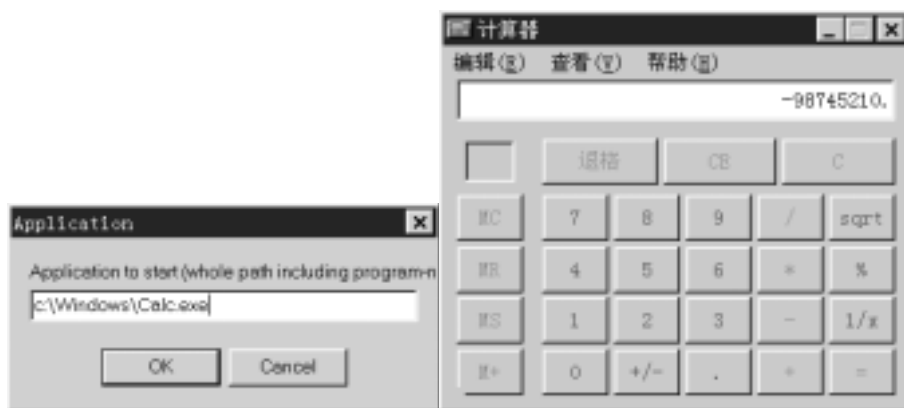 Application
Application to start (whole path including program-n
c:\Windows\Calc.exe
OK Cancel
计算器
编辑(E) 查看(V) 帮助(H)
-98745210.
退格 CE C
MC 7 8 9 / sqrt
MR 4 5 6 * %
MS 1 2 3 - 1/x
M+ 0 +/- . + =